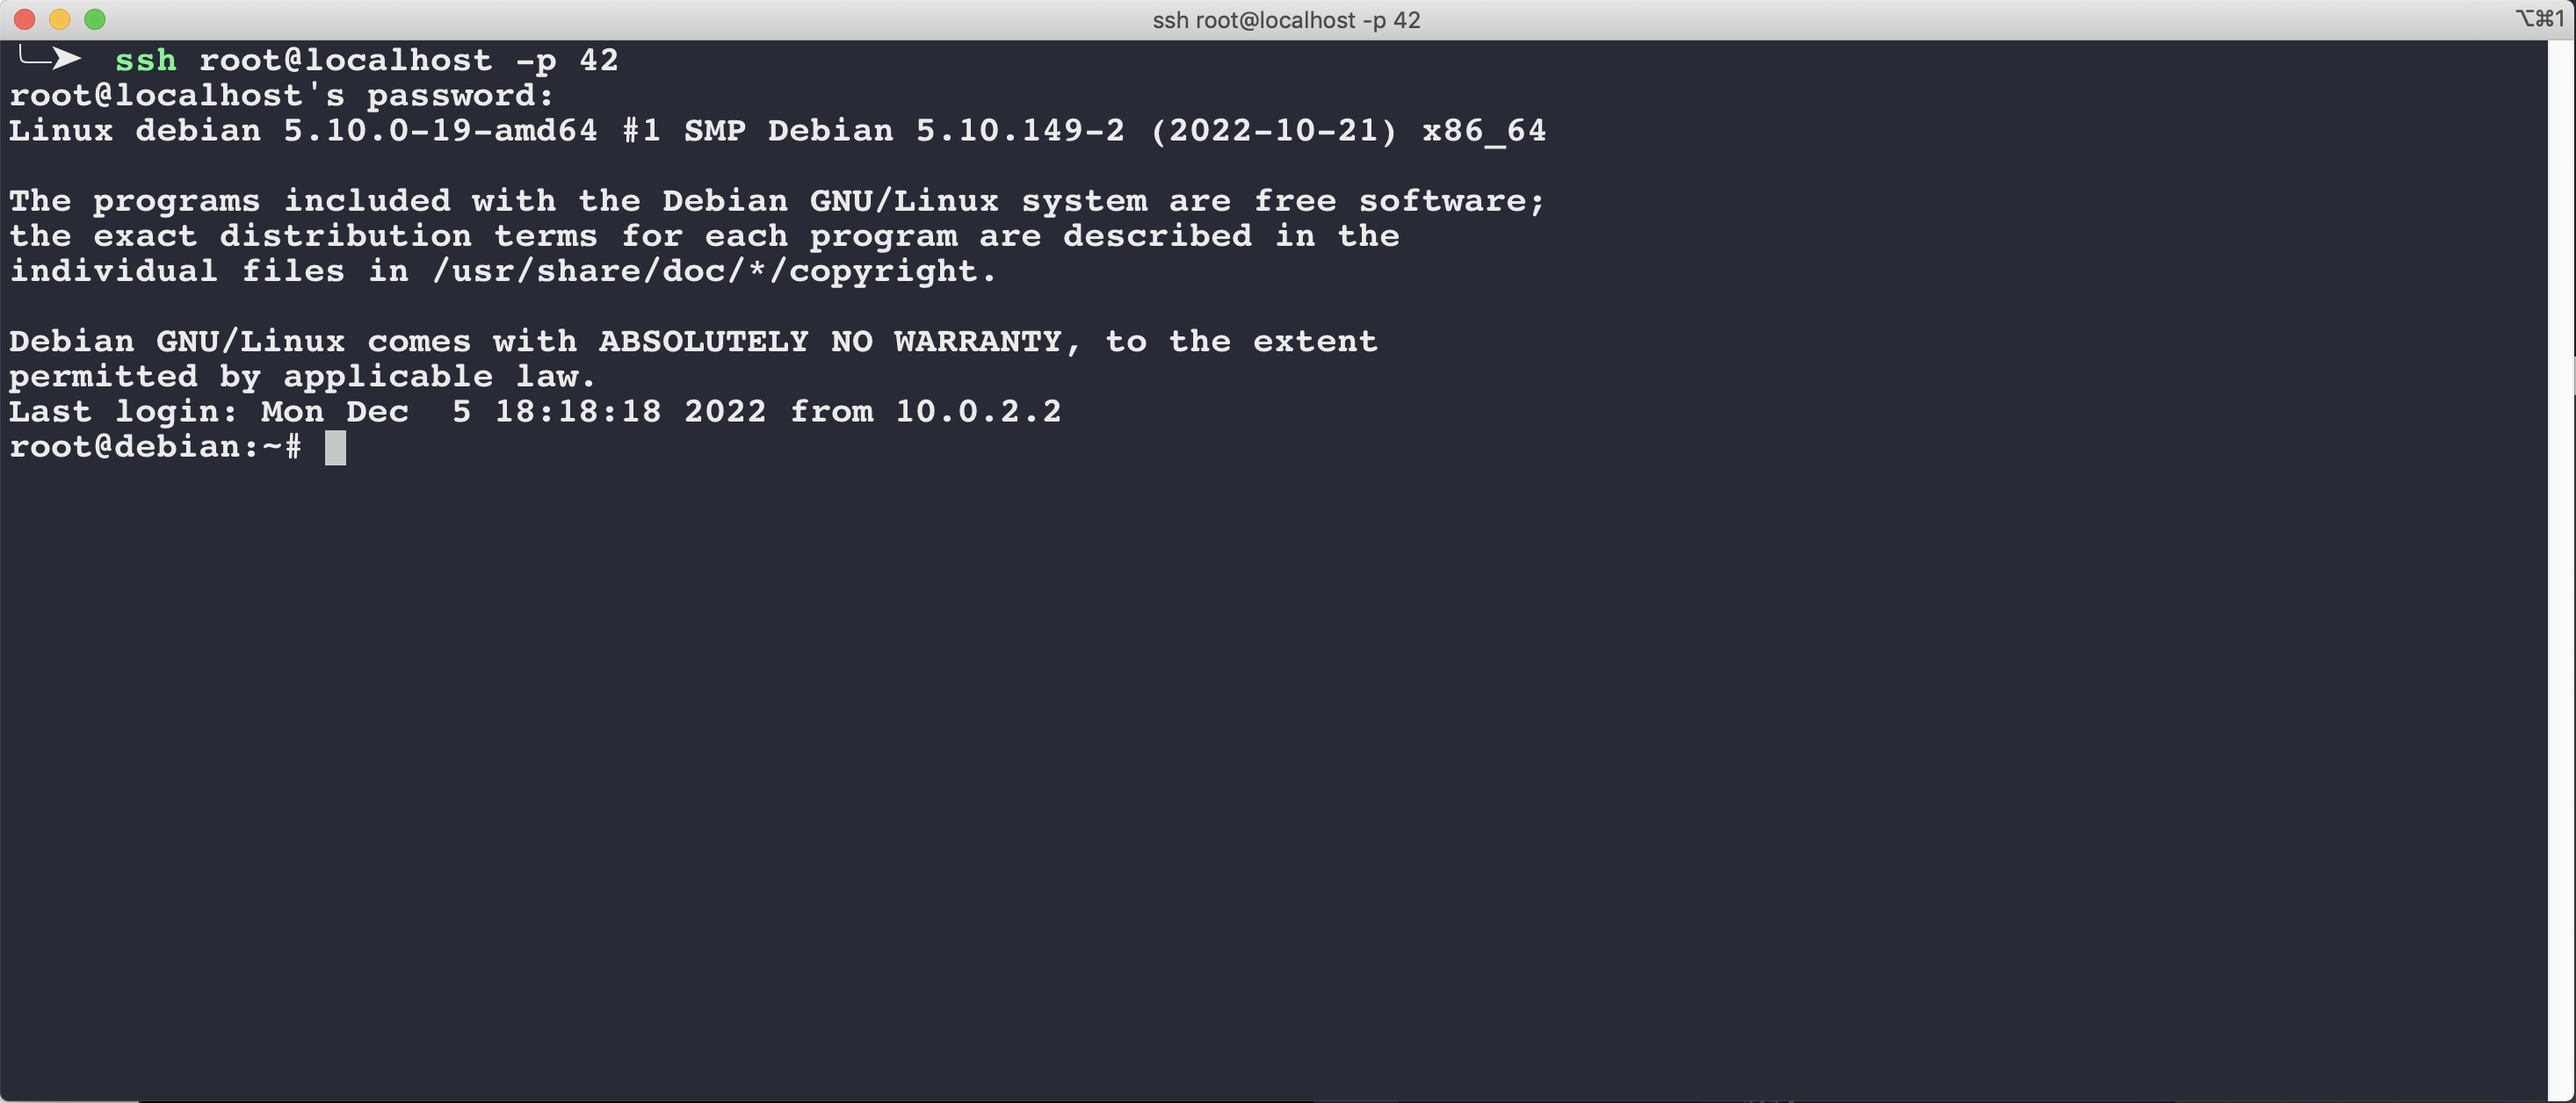 ssh root@localhost -p 42
⌥⌘1
ssh root@localhost -p 42
root@localhost's password:
Linux debian 5.10.0-19-amd64 #1 SMP Debian 5.10.149-2 (2022-10-21) x86_64
The programs included with the Debian GNU/Linux system are free software;
the exact distribution terms for each program are described in the
individual files in /usr/share/doc/*/copyright.
Debian GNU/Linux comes with ABSOLUTELY NO WARRANTY, to the extent
permitted by applicable law.
Last login: Mon Dec  5 18:18:18 2022 from 10.0.2.2
root@debian:~#